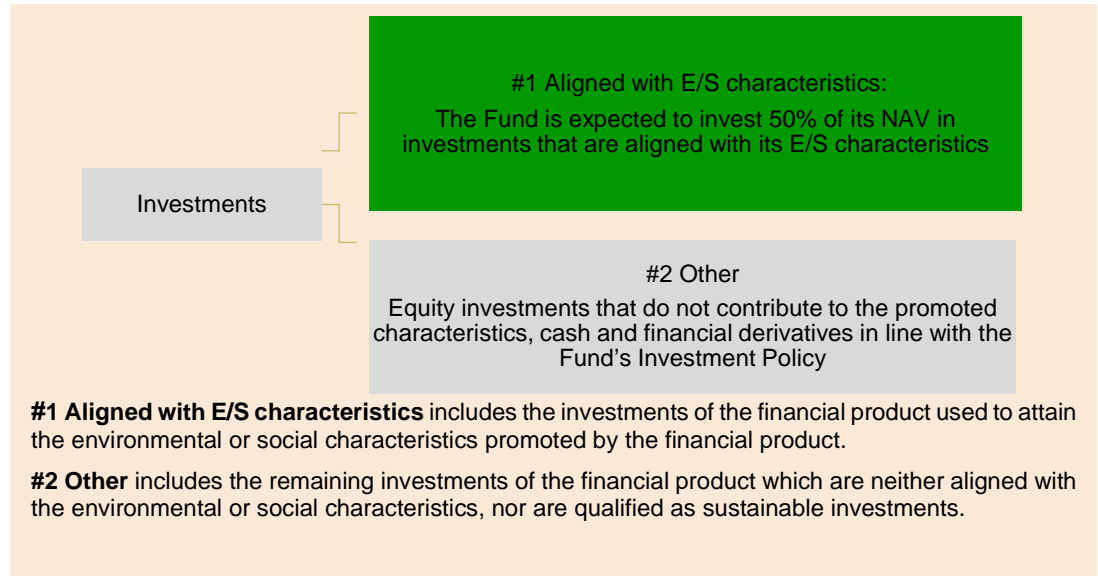 #1 Aligned with E/S characteristics:
The Fund is expected to invest 50% of its NAV in
investments that are aligned with its E/S characteristics
Investments
#2 Other
Equity investments that do not contribute to the promoted
characteristics, cash and financial derivatives in line with the
Fund's Investment Policy
#1 Aligned with E/S characteristics includes the investments of the financial product used to attain
the environmental or social characteristics promoted by the financial product.
#2 Other includes the remaining investments of the financial product which are neither aligned with
the environmental or social characteristics, nor are qualified as sustainable investments.